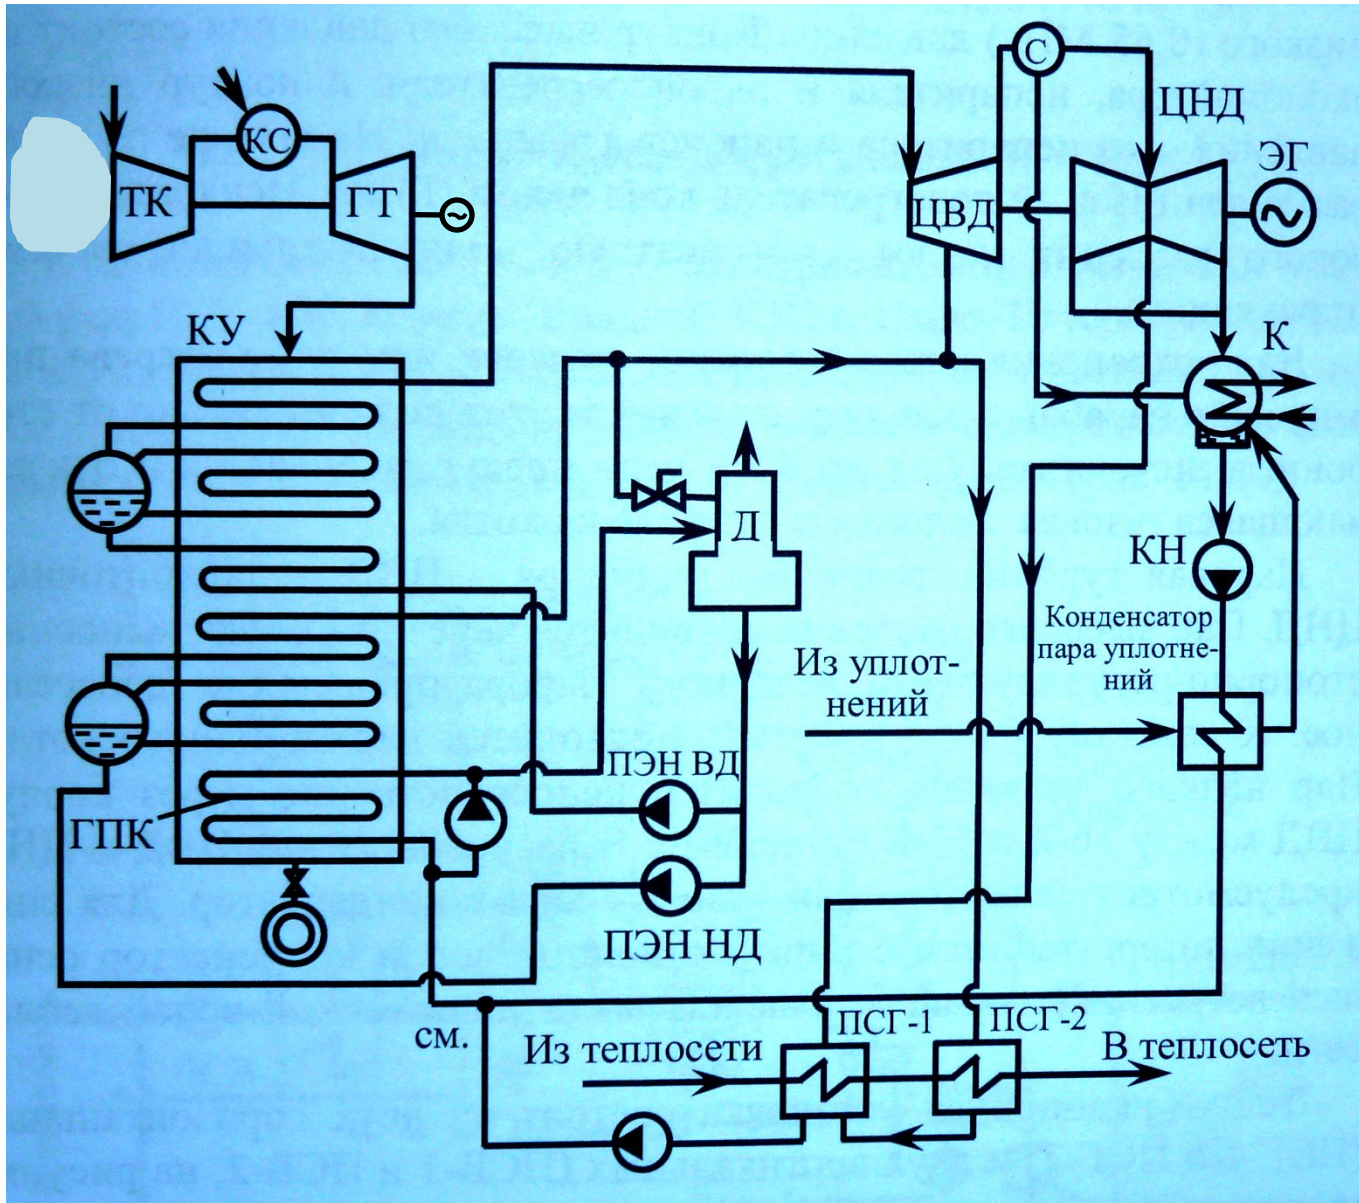 С
ЦНД
КС
ЭГ
ТК
ГТ
ЦВД
КУ
К
Д
КН
Конденсатор
пара уплотне-
ний
Из уплот-
нений
ПЭН ВД
ГПК
ПЭН НД
см.
ПСГ-1
ПСГ-2
Из теплосети
В теплосеть